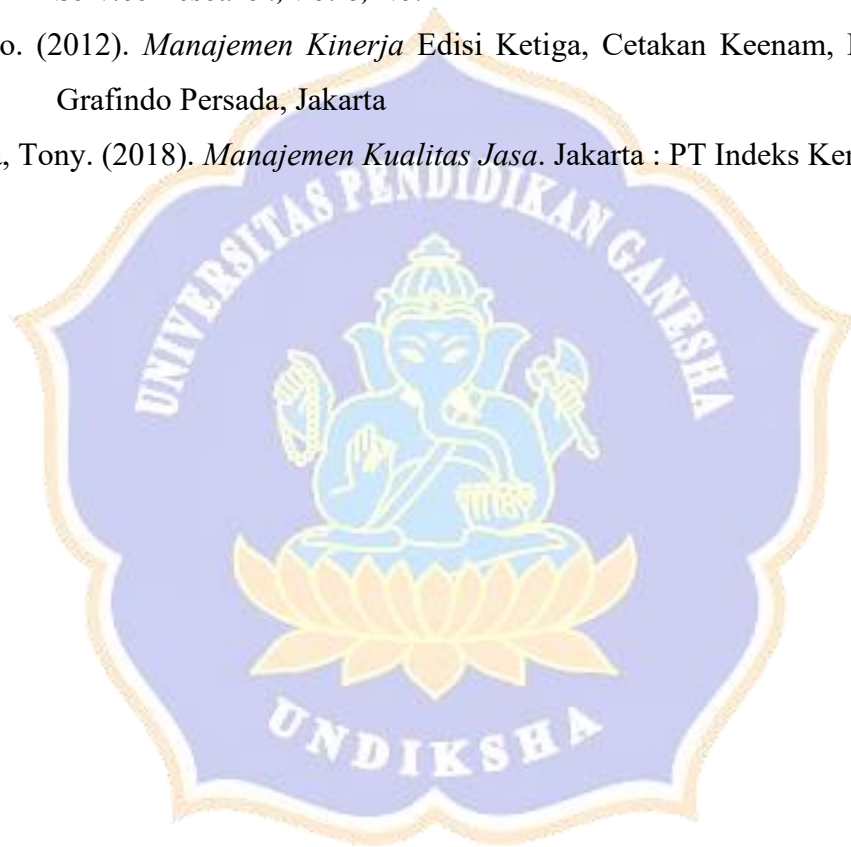 o. (2012). Manajemen Kinerja Edisi Ketiga, Cetakan Keenam,
Grafindo Persada, Jakarta
, Tony. (2018). Manajemen Kualitas Jasa. Jakarta : PT Indeks
UNIVERSITAS PENDIDIKAN GANESHA
UNDIKSHA